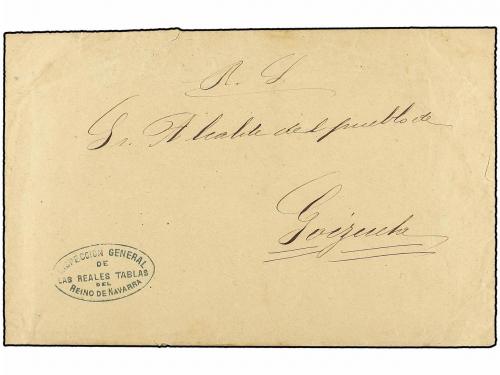 R. S.
Sr. Alcalde del pueblo de
Goizueta
INSPECCION GENERAL
DE
LAS REALES TABLAS
DEL
REINO DE NAVARRA